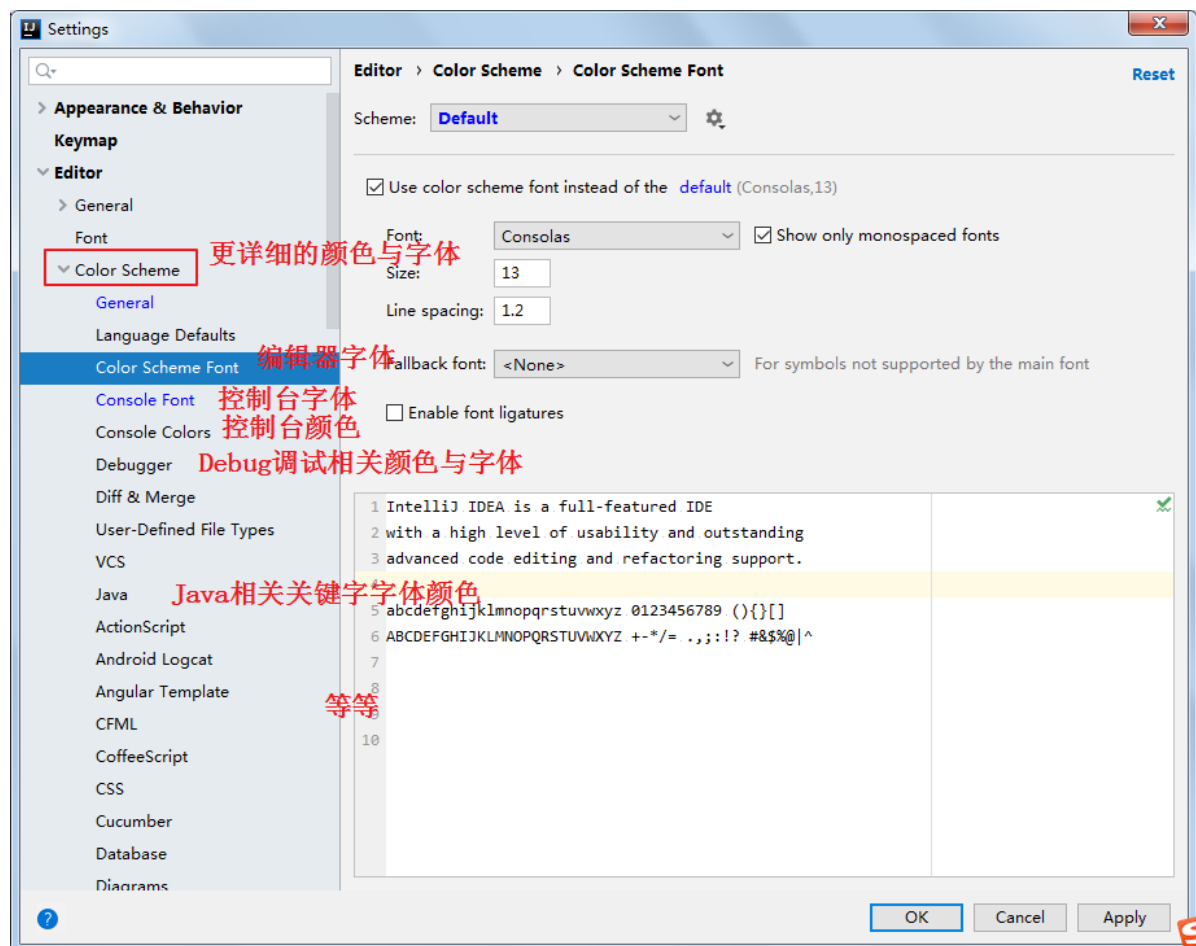 Settings
Editor › Color Scheme › Color Scheme Font
Reset
Appearance & Behavior
Keymap
Editor
General
Font
Color Scheme
更详细的颜色与字体
General
Language Defaults
Color Scheme Font
编辑器字体
Console Font
控制台字体
Console Colors
控制台颜色
Debugger
Debug调试相关颜色与字体
Diff & Merge
User-Defined File Types
VCS
Java
Java相关关键字字体颜色
ActionScript
Android Logcat
Angular Template
等等
CFML
CoffeeScript
CSS
Cucumber
Database
Diagrams
Scheme: Default
Use color scheme font instead of the default (Consolas,13)
Font: Consolas
Show only monospaced fonts
Size: 13
Line spacing: 1.2
Fallback font: <None>
For symbols not supported by the main font
Enable font ligatures
1 IntelliJ IDEA is a full-featured IDE
2 with a high level of usability and outstanding
3 advanced code editing and refactoring support.
4
5 abcdefghijklmnopqrstuvwxyz 0123456789 (){}[]
6 ABCDEFGHIJKLMNOPQRSTUVWXYZ +-*/= .,;:!? #&$%@|^
7
8
9
10
?
OK
Cancel
Apply